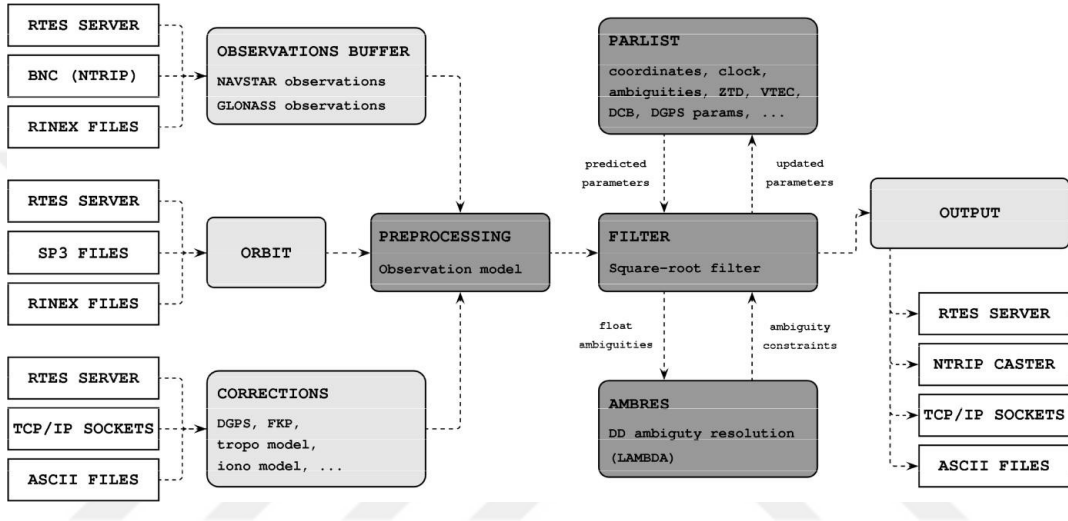 RTES SERVER
BNC (NTRIP)
RINEX FILES
OBSERVATIONS BUFFER
NAVSTAR observations
GLONASS observations
RTES SERVER
SP3 FILES
RINEX FILES
ORBIT
RTES SERVER
TCP/IP SOCKETS
ASCII FILES
CORRECTIONS
DGPS, FKP,
tropo model,
iono model, ...
PREPROCESSING
Observation model
PARLIST
coordinates, clock,
ambiguities, ZTD, VTEC,
DCB, DGPS params, ...
predicted
parameters
updated
parameters
FILTER
Square-root filter
float
ambiguities
ambiguity
constraints
AMBRES
DD ambiguty resolution
(LAMBDA)
OUTPUT
RTES SERVER
NTRIP CASTER
TCP/IP SOCKETS
ASCII FILES